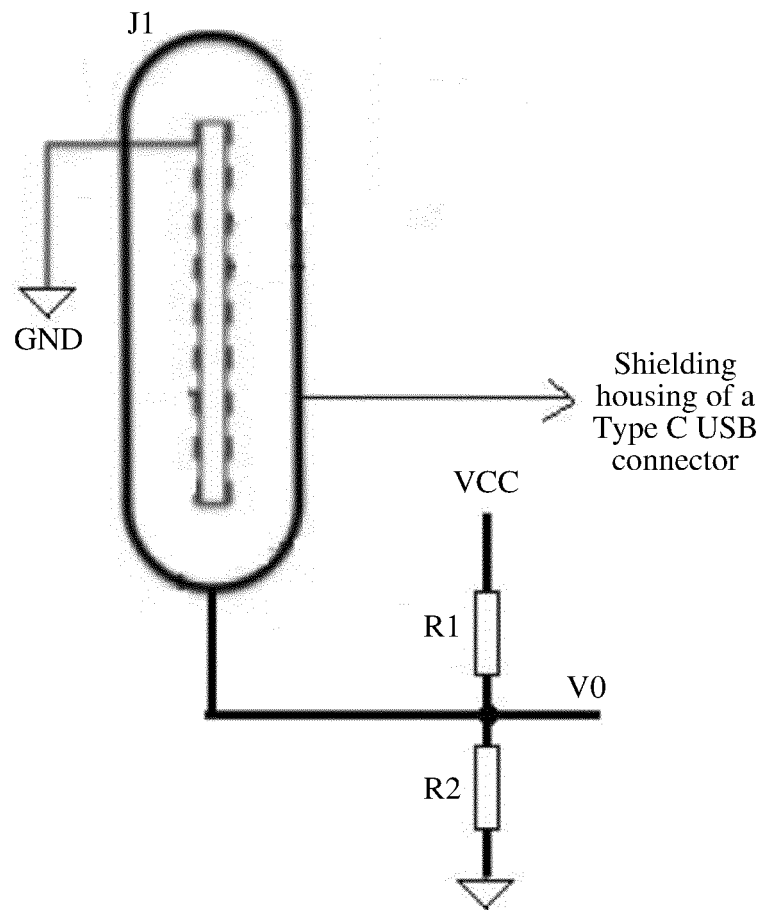 J1
GND
Shielding
housing of a
Type C USB
connector
VCC
R1
V0
R2